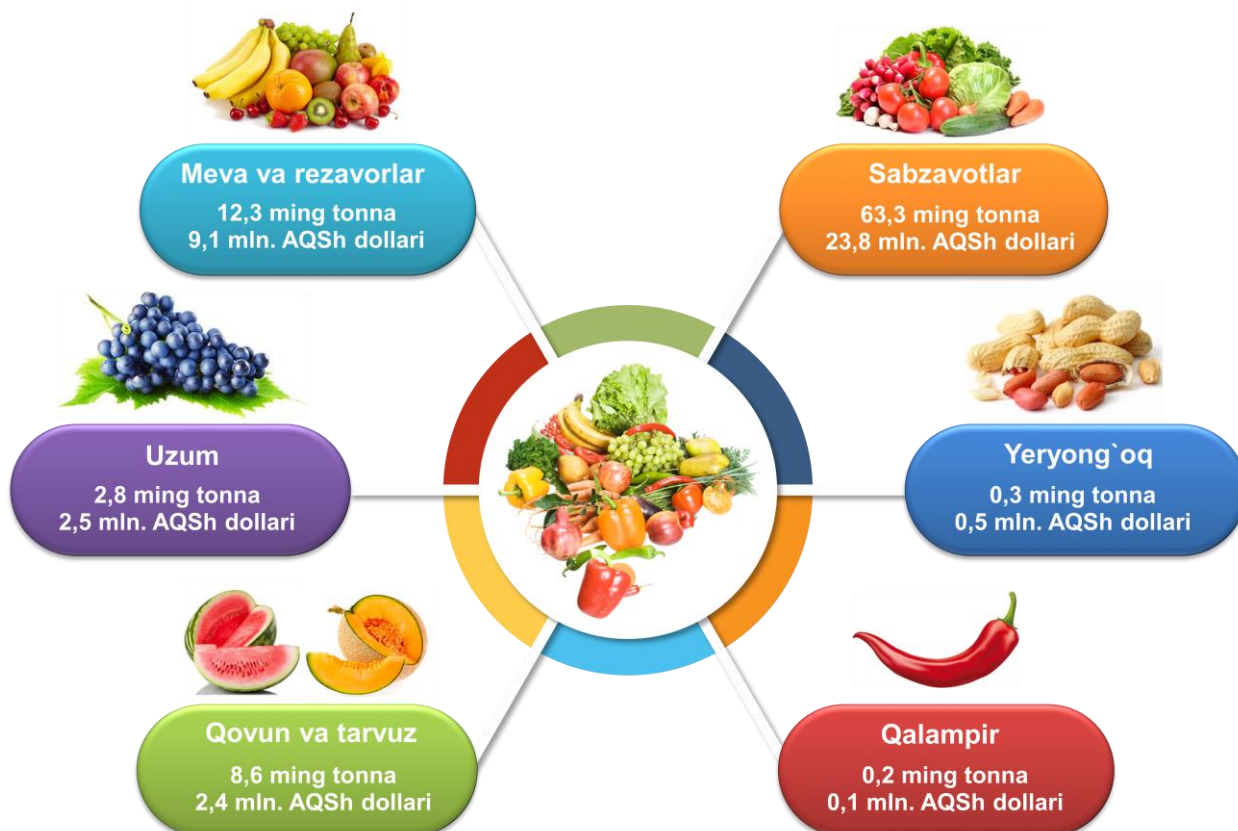 Meva va rezavorlar
12,3 ming tonna
9,1 mln. AQSh dollari
Sabzavotlar
63,3 ming tonna
23,8 mln. AQSh dollari
Uzum
2,8 ming tonna
2,5 mln. AQSh dollari
Yeryong`oq
0,3 ming tonna
0,5 mln. AQSh dollari
Qovun va tarvuz
8,6 ming tonna
2,4 mln. AQSh dollari
Qalampir
0,2 ming tonna
0,1 mln. AQSh dollari